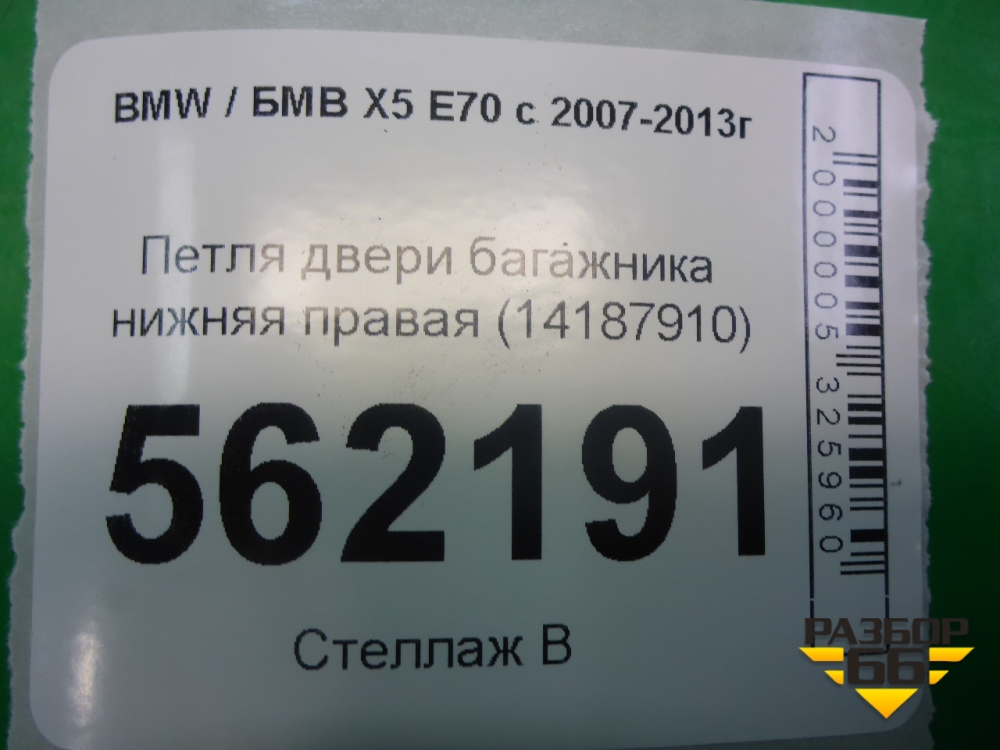 BMW / БМВ X5 E70 с 2007-2013г
Петля двери багажника
нижняя правая (14187910)
562191
Стеллаж В
2000005325960
РАЗБОР
66